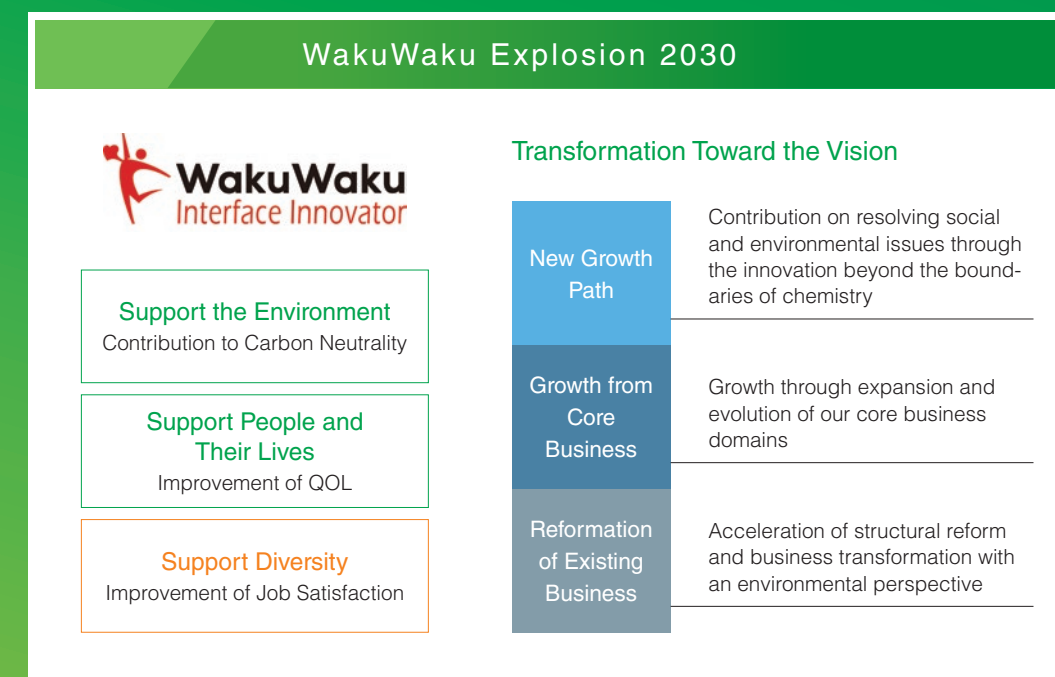 WakuWaku Explosion 2030
WakuWaku
Interface Innovator
Support the Environment
Contribution to Carbon Neutrality
Support People and
Their Lives
Improvement of QOL
Support Diversity
Improvement of Job Satisfaction
Transformation Toward the Vision
New Growth
Path
Contribution on resolving social
and environmental issues through
the innovation beyond the bound-
aries of chemistry
Growth from
Core
Business
Growth through expansion and
evolution of our core business
domains
Reformation
of Existing
Business
Acceleration of structural reform
and business transformation with
an environmental perspective